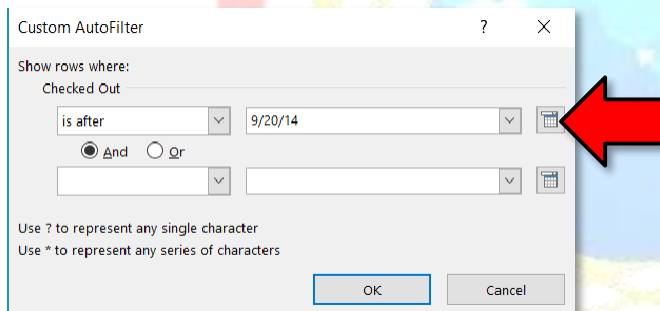 Custom AutoFilter ? X
Show rows where:
Checked Out
is after 9/20/14
And Or
Use ? to represent any single character
Use * to represent any series of characters
OK Cancel